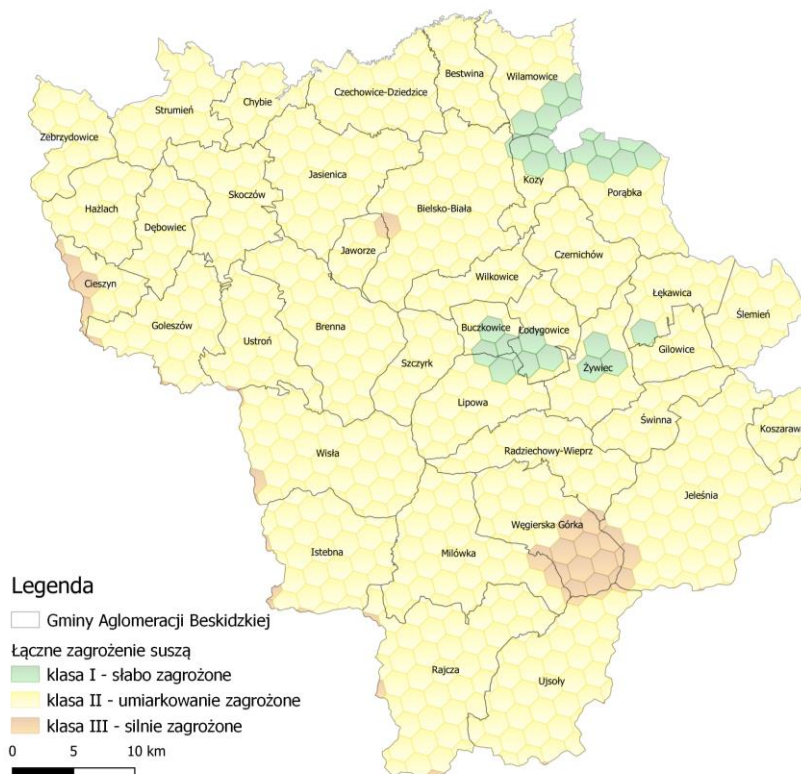 Bestwina
Wilamowice
Czechowice-Dziedzice
Chybie
Strumień
Zebrzydowice
Kozy
Skoczów
Jasienica
Hażlach
Porąbka
Bielsko-Biała
Dębowiec
Jaworze
Czernichów
Wilkowice
Cieszyn
Łękawica
Ślemień
Goleszów
Brenna
Buczkowice
Łodygowice
Ustroń
Gilowice
Szczyrk
Żywiec
Lipowa
Świnna
Koszarawa
Radziechowy-Wieprz
Wisła
Jeleśnia
Węgierska Górka
Istebna
Milówka
Rajcza
Ujsoły
Legenda
Gminy Aglomeracji Beskidzkiej
Łączne zagrożenie suszą
klasa I - słabo zagrożone
klasa II - umiarkowanie zagrożone
klasa III - silnie zagrożone
0 5 10 km